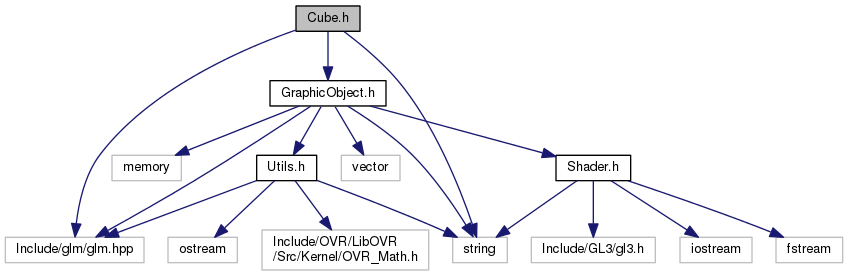 Cube.h
GraphicObject.h
memory
Utils.h
vector
Shader.h
Include/glm/glm.hpp
ostream
Include/OVR/LibOVR
/Src/Kernel/OVR_Math.h
string
Include/GL3/gl3.h
iostream
fstream